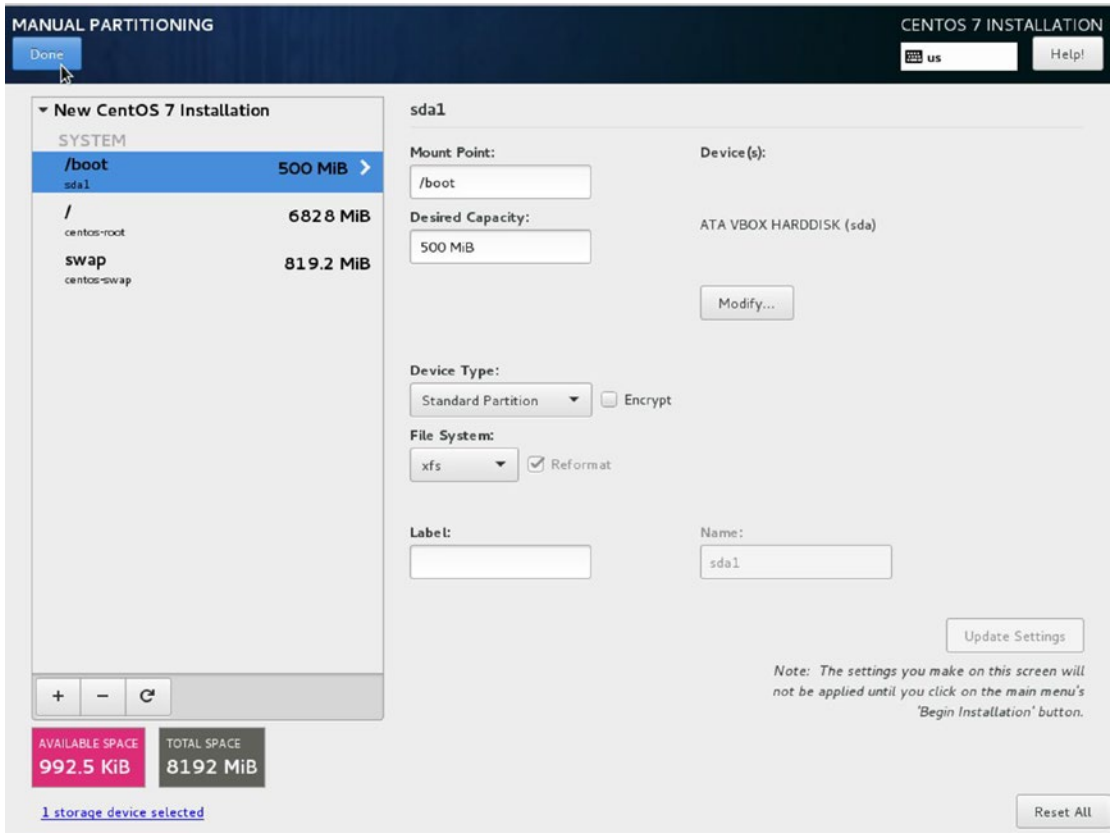 MANUAL PARTITIONING
CENTOS 7 INSTALLATION
Done
us
Help!
New CentOS 7 Installation
SYSTEM
/boot 500 MiB
sda1
/ 6828 MiB
centos-root
swap 819.2 MiB
centos-swap
+ −
AVAILABLE SPACE
992.5 KiB
TOTAL SPACE
8192 MiB
1 storage device selected
sda1
Mount Point:
/boot
Desired Capacity:
500 MiB
Device(s):
ATA VBOX HARDDISK (sda)
Modify...
Device Type:
Standard Partition Encrypt
File System:
xfs Reformat
Label:
Name:
sda1
Update Settings
Note: The settings you make on this screen will
not be applied until you click on the main menu's
'Begin Installation' button.
Reset All